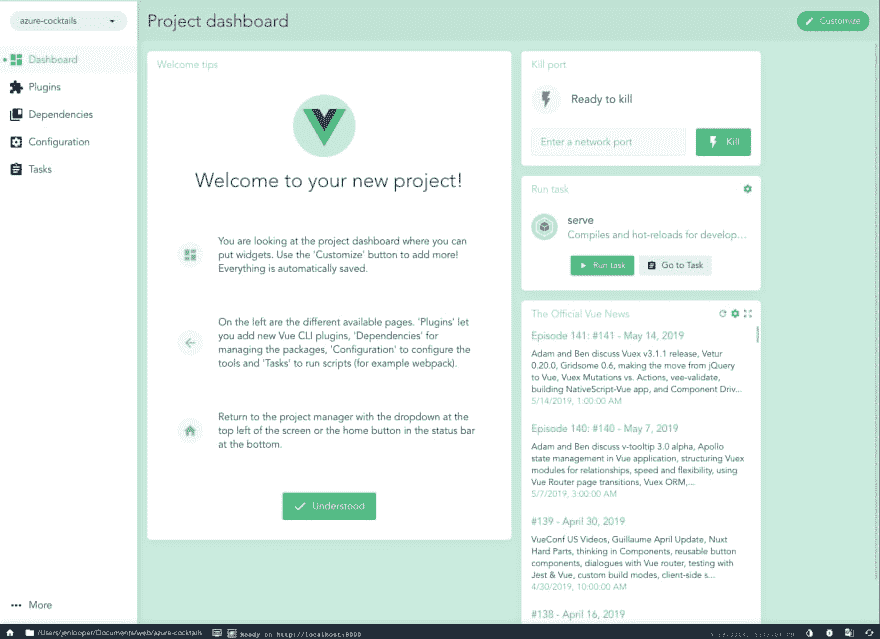 azure-cocktails
Project dashboard
Customize
Dashboard
Plugins
Dependencies
Configuration
Tasks
More
Welcome tips
Welcome to your new project!
You are looking at the project dashboard where you can
put widgets. Use the 'Customize' button to add more!
Everything is automatically saved.
On the left are the different available pages. 'Plugins' let
you add new Vue CLI plugins, 'Dependencies' for
managing the packages, 'Configuration' to configure the
tools and 'Tasks' to run scripts (for example webpack).
Return to the project manager with the dropdown at the
top left of the screen or the home button in the status bar
at the bottom.
Understood
Kill port
Ready to kill
Enter a network port
Kill
Run task
serve
Compiles and hot-reloads for develop...
Run task
Go to Task
The Official Vue News
Episode 141: #141 - May 14, 2019
Adam and Ben discuss Vuex v3.1.1 release, Vetur
0.20.0, Gridsome 0.6, making the move from jQuery
to Vue, Vuex Mutations vs. Actions, vee-validate,
building NativeScript-Vue app, and Component Driv...
5/14/2019, 1:00:00 AM
Episode 140: #140 - May 7, 2019
Adam and Ben discuss v-tooltip 3.0 alpha, Apollo
state management in Vue application, structuring Vuex
modules for relationships, speed and flexibility, using
Vue Router page transitions, Vuex ORM,...
5/7/2019, 3:00:00 AM
#139 - April 30, 2019
VueConf US Videos, Guillaume April Update, Nuxt
Hard Parts, thinking in Components, reusable button
components, dialogues with Vue router, testing with
Jest & Vue, custom build modes, client-side s...
4/30/2019, 10:00:00 AM
#138 - April 16, 2019
/Users/jenlooper/Documents/web/azure-cocktails
Ready on http://localhost:8000